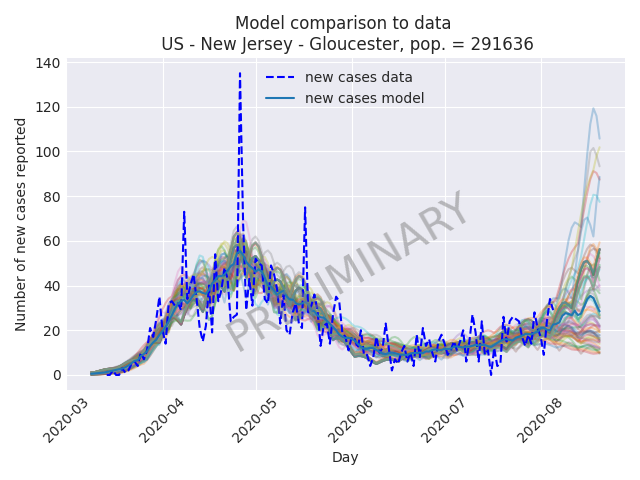 Model comparison to data
US - New Jersey - Gloucester, pop. = 291636
new cases data
new cases model
140
120
100
80
60
40
20
0
Number of new cases reported
PRELIMINARY
2020-03
2020-04
2020-05
2020-06
2020-07
2020-08
Day